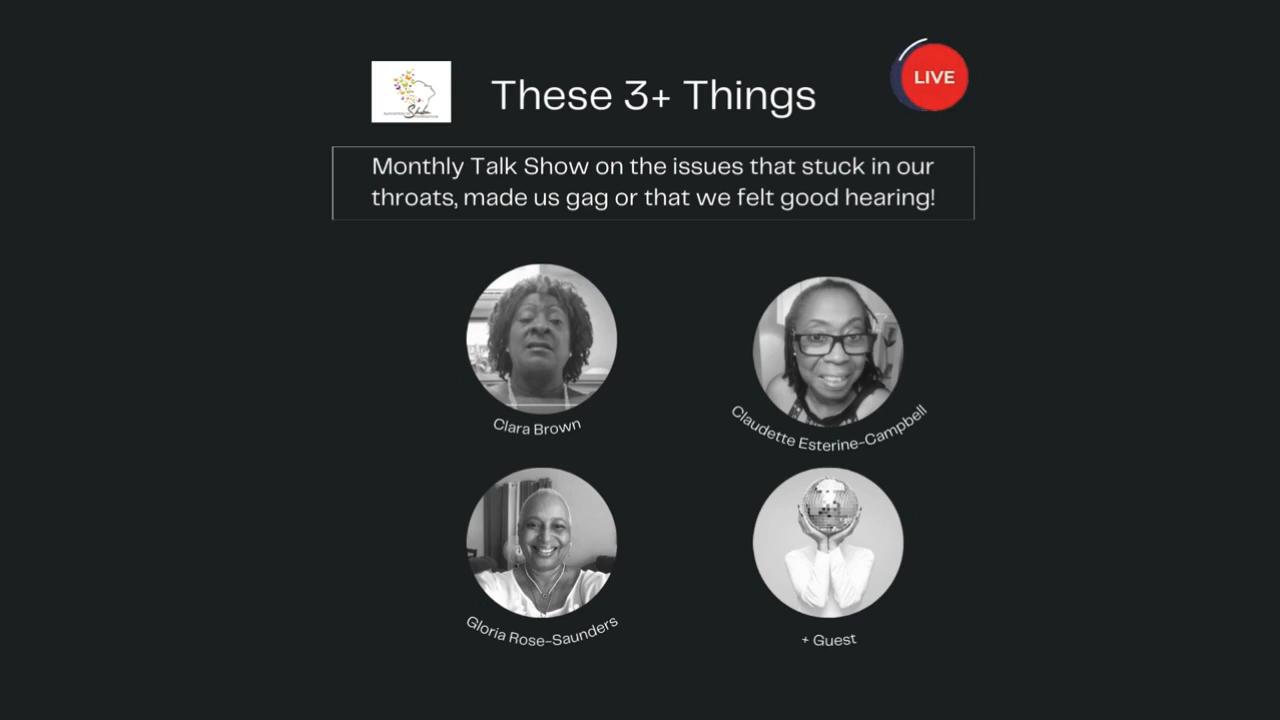 These 3+ Things
LIVE
Monthly Talk Show on the issues that stuck in our
throats, made us gag or that we felt good hearing!
Clara Brown
Claudette Esterine-Campbell
Gloria Rose-Saunders
+ Guest